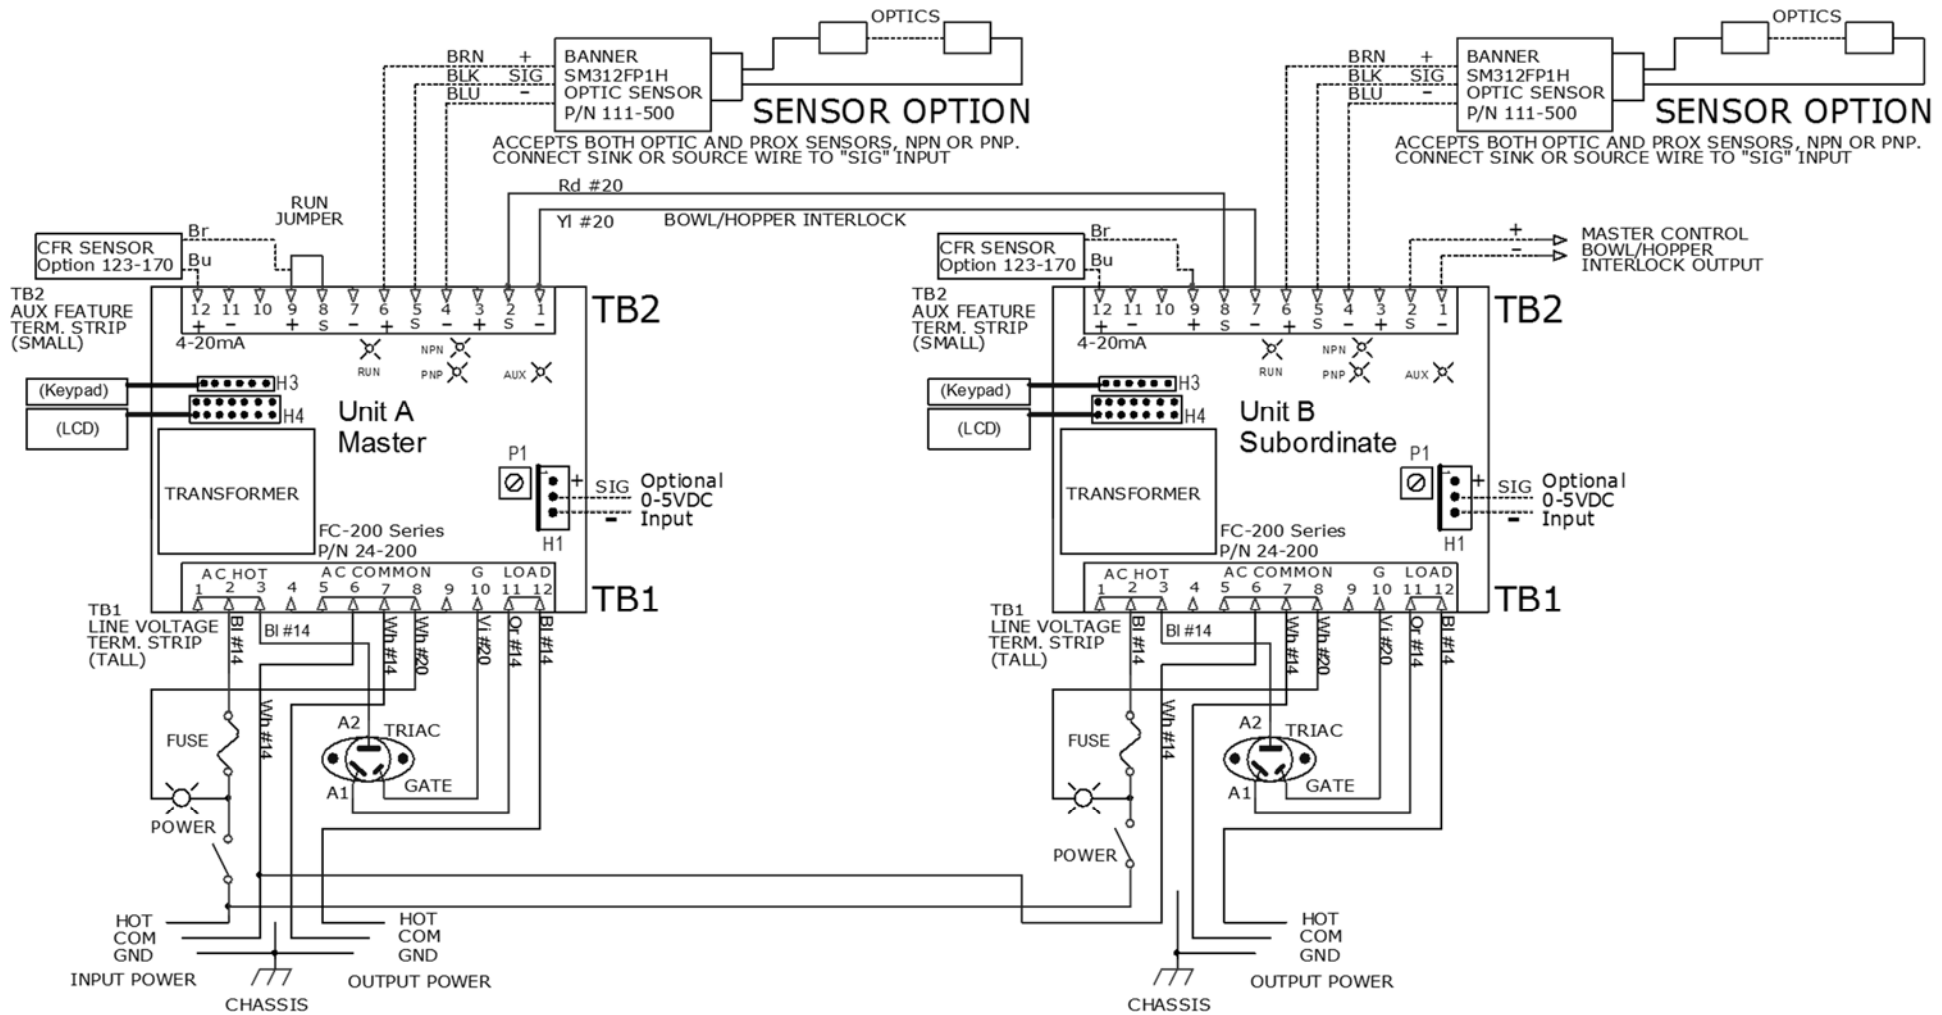 OPTICS
BRN +
BLK SIG
BLU -
BANNER
SM312FP1H
OPTIC SENSOR
P/N 111-500
SENSOR OPTION
ACCEPTS BOTH OPTIC AND PROX SENSORS, NPN OR PNP.
CONNECT SINK OR SOURCE WIRE TO "SIG" INPUT
OPTICS
BRN +
BLK SIG
BLU -
BANNER
SM312FP1H
OPTIC SENSOR
P/N 111-500
SENSOR OPTION
ACCEPTS BOTH OPTIC AND PROX SENSORS, NPN OR PNP.
CONNECT SINK OR SOURCE WIRE TO "SIG" INPUT
Rd #20
Yl #20 BOWL/HOPPER INTERLOCK
RUN
JUMPER
CFR SENSOR
Option 123-170
Br
Bu
TB2
AUX FEATURE
TERM. STRIP
(SMALL)
12 11 10 9 8 7 6 5 4 3 2 1
+ - + S - + S - + S -
4-20mA
TB2
RUN
NPN
PNP
AUX
(Keypad)
H3
(LCD)
H4
Unit A
Master
TRANSFORMER
P1
+
SIG
-
Optional
0-5VDC
Input
H1
FC-200 Series
P/N 24-200
AC HOT AC COMMON G LOAD
1 2 3 4 5 6 7 8 9 10 11 12
TB1
TB1
LINE VOLTAGE
TERM. STRIP
(TALL)
Bl #14
Bl #14
Wh #14
Wh #20
Vi #20
Or #14
Bl #14
Wh #14
FUSE
A2
TRIAC
A1
GATE
POWER
HOT
COM
GND
INPUT POWER
HOT
COM
GND
OUTPUT POWER
CHASSIS
CFR SENSOR
Option 123-170
Br
Bu
+
-
MASTER CONTROL
BOWL/HOPPER
INTERLOCK OUTPUT
TB2
AUX FEATURE
TERM. STRIP
(SMALL)
12 11 10 9 8 7 6 5 4 3 2 1
+ - + S - + S - + S -
4-20mA
TB2
RUN
NPN
PNP
AUX
(Keypad)
H3
(LCD)
H4
Unit B
Subordinate
TRANSFORMER
P1
+
SIG
-
Optional
0-5VDC
Input
H1
FC-200 Series
P/N 24-200
AC HOT AC COMMON G LOAD
1 2 3 4 5 6 7 8 9 10 11 12
TB1
TB1
LINE VOLTAGE
TERM. STRIP
(TALL)
Bl #14
Bl #14
Wh #14
Wh #20
Vi #20
Or #14
Bl #14
Wh #14
FUSE
A2
TRIAC
A1
GATE
POWER
HOT
COM
GND
OUTPUT POWER
CHASSIS